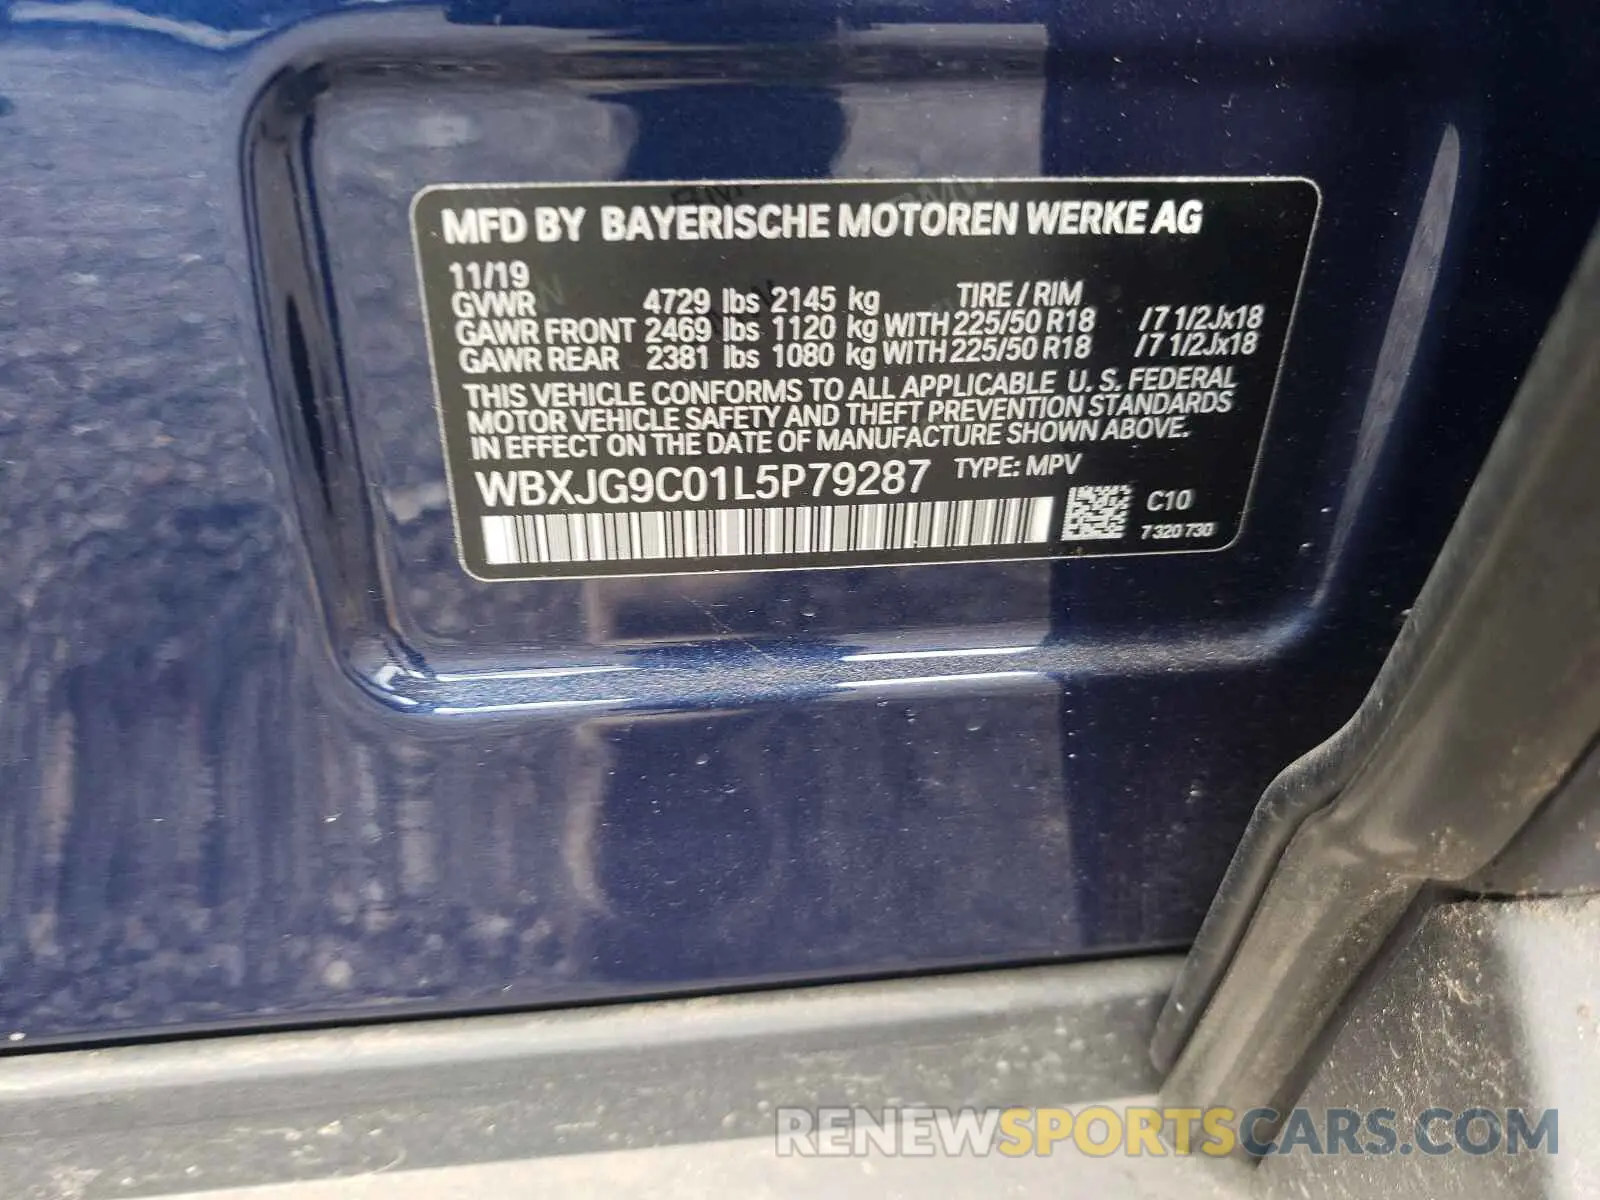 MFD BY BAYERISCHE MOTOREN WERKE AG
11/19
GVWR 4729 lbs 2145 kg TIRE / RIM
GAWR FRONT 2469 lbs 1120 kg WITH 225/50 R18 /7 1/2Jx18
GAWR REAR 2381 lbs 1080 kg WITH 225/50 R18 /7 1/2Jx18
THIS VEHICLE CONFORMS TO ALL APPLICABLE U. S. FEDERAL
MOTOR VEHICLE SAFETY AND THEFT PREVENTION STANDARDS
IN EFFECT ON THE DATE OF MANUFACTURE SHOWN ABOVE.
WBXJG9C01L5P79287 TYPE: MPV
C10
7 320 730
RENEWSPORTSCARS.COM